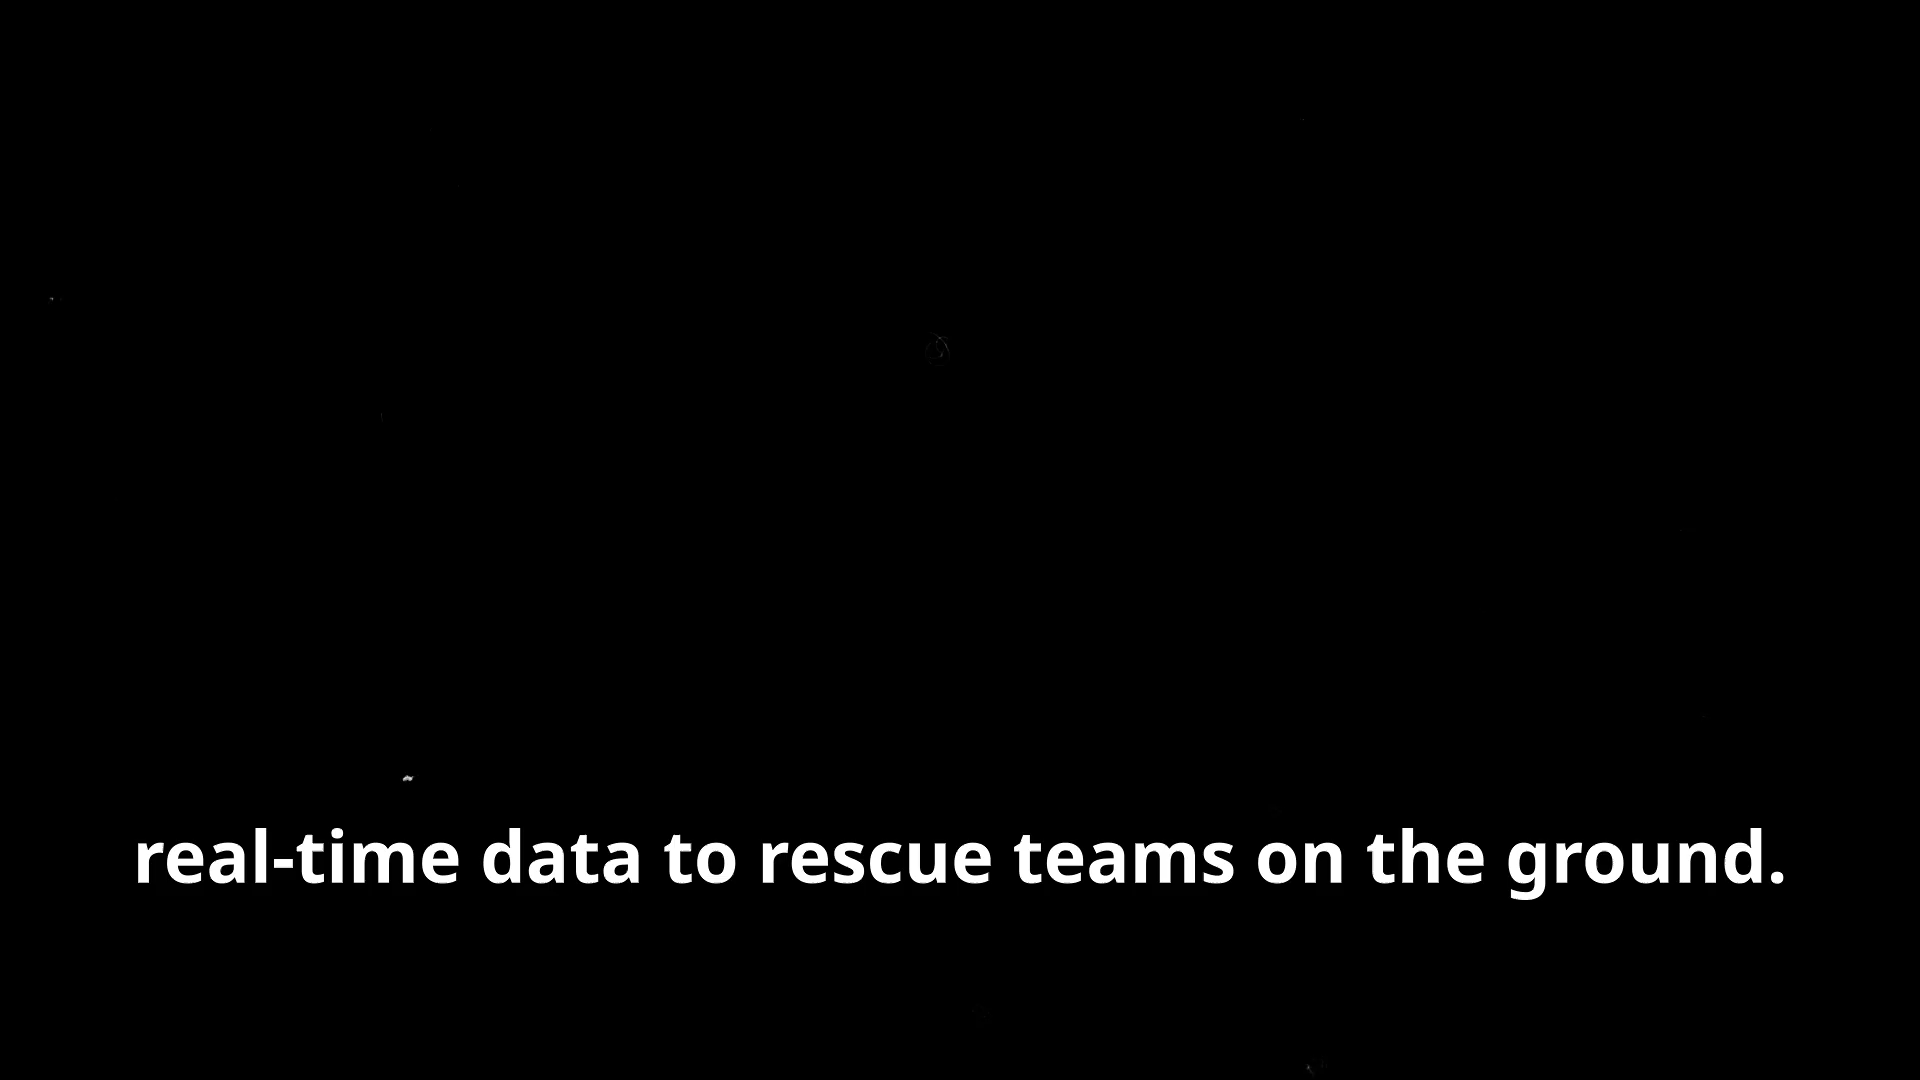 real-time data to rescue teams on the ground.